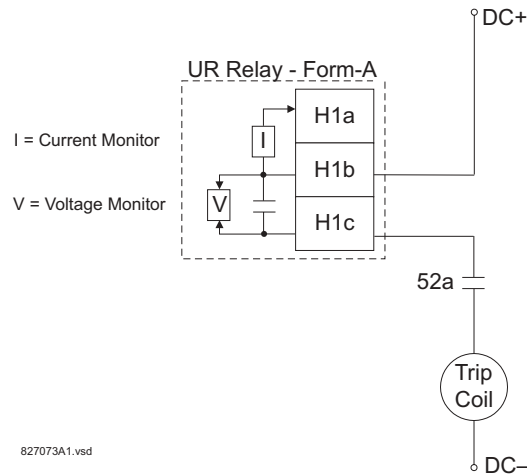 DC+
UR Relay - Form-A
H1a
I
I = Current Monitor
H1b
V = Voltage Monitor
V
H1c
52a
Trip
Coil
827073A1.vsd
DC–